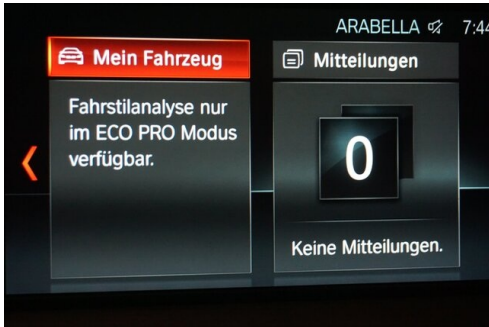 ARABELLA 7:44
Mein Fahrzeug
Fahrstilanalyse nur
im ECO PRO Modus
verfügbar.
Mitteilungen
0
Keine Mitteilungen.